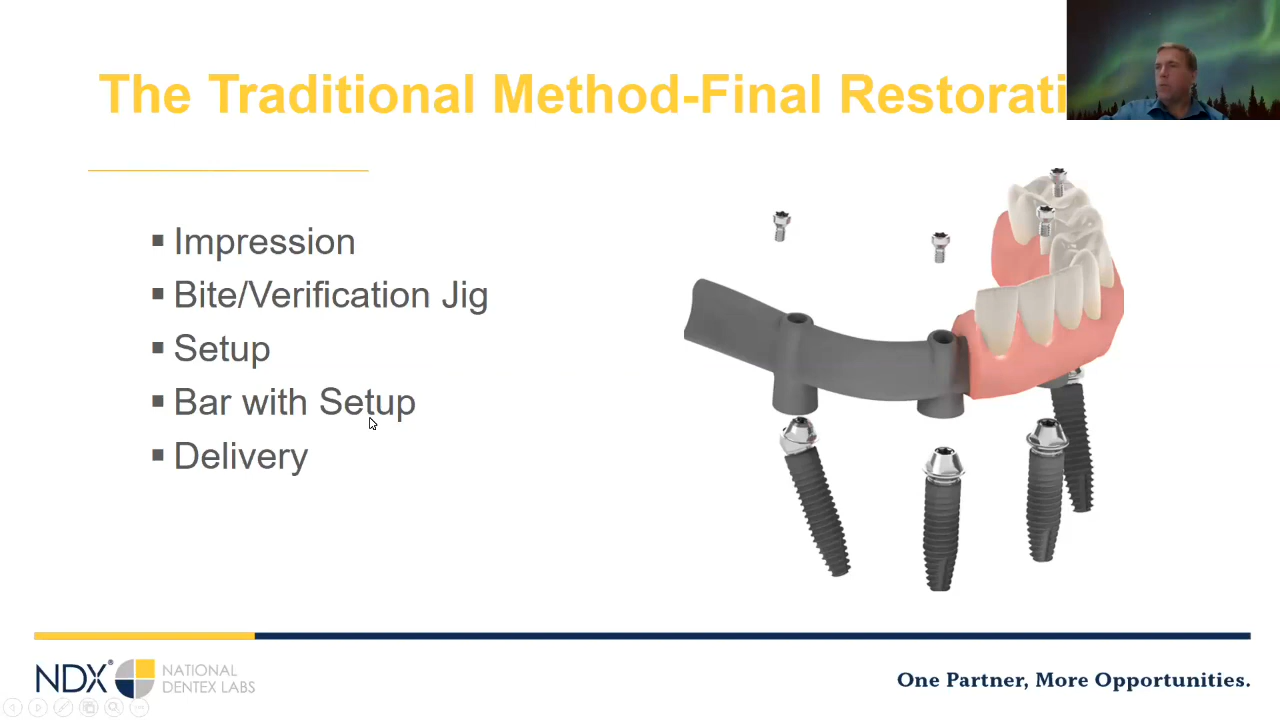 The Traditional Method-Final Restorati
Impression
Bite/Verification Jig
Setup
Bar with Setup
Delivery
NDX® NATIONAL
DENTEX LABS
One Partner, More Opportunities.